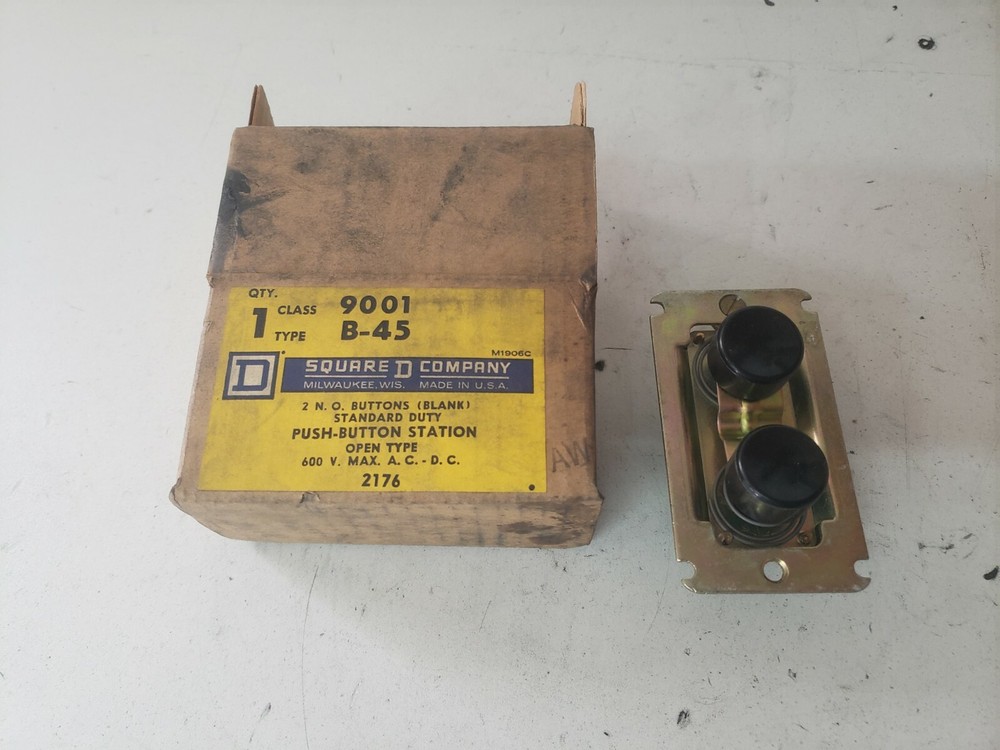 QTY.
1 CLASS 9001
TYPE B-45
M1906C
D SQUARE D COMPANY
MILWAUKEE, WIS. MADE IN U.S.A.
2 N.O. BUTTONS (BLANK)
STANDARD DUTY
PUSH-BUTTON STATION
OPEN TYPE
600 V. MAX. A.C. - D.C.
2176
AW